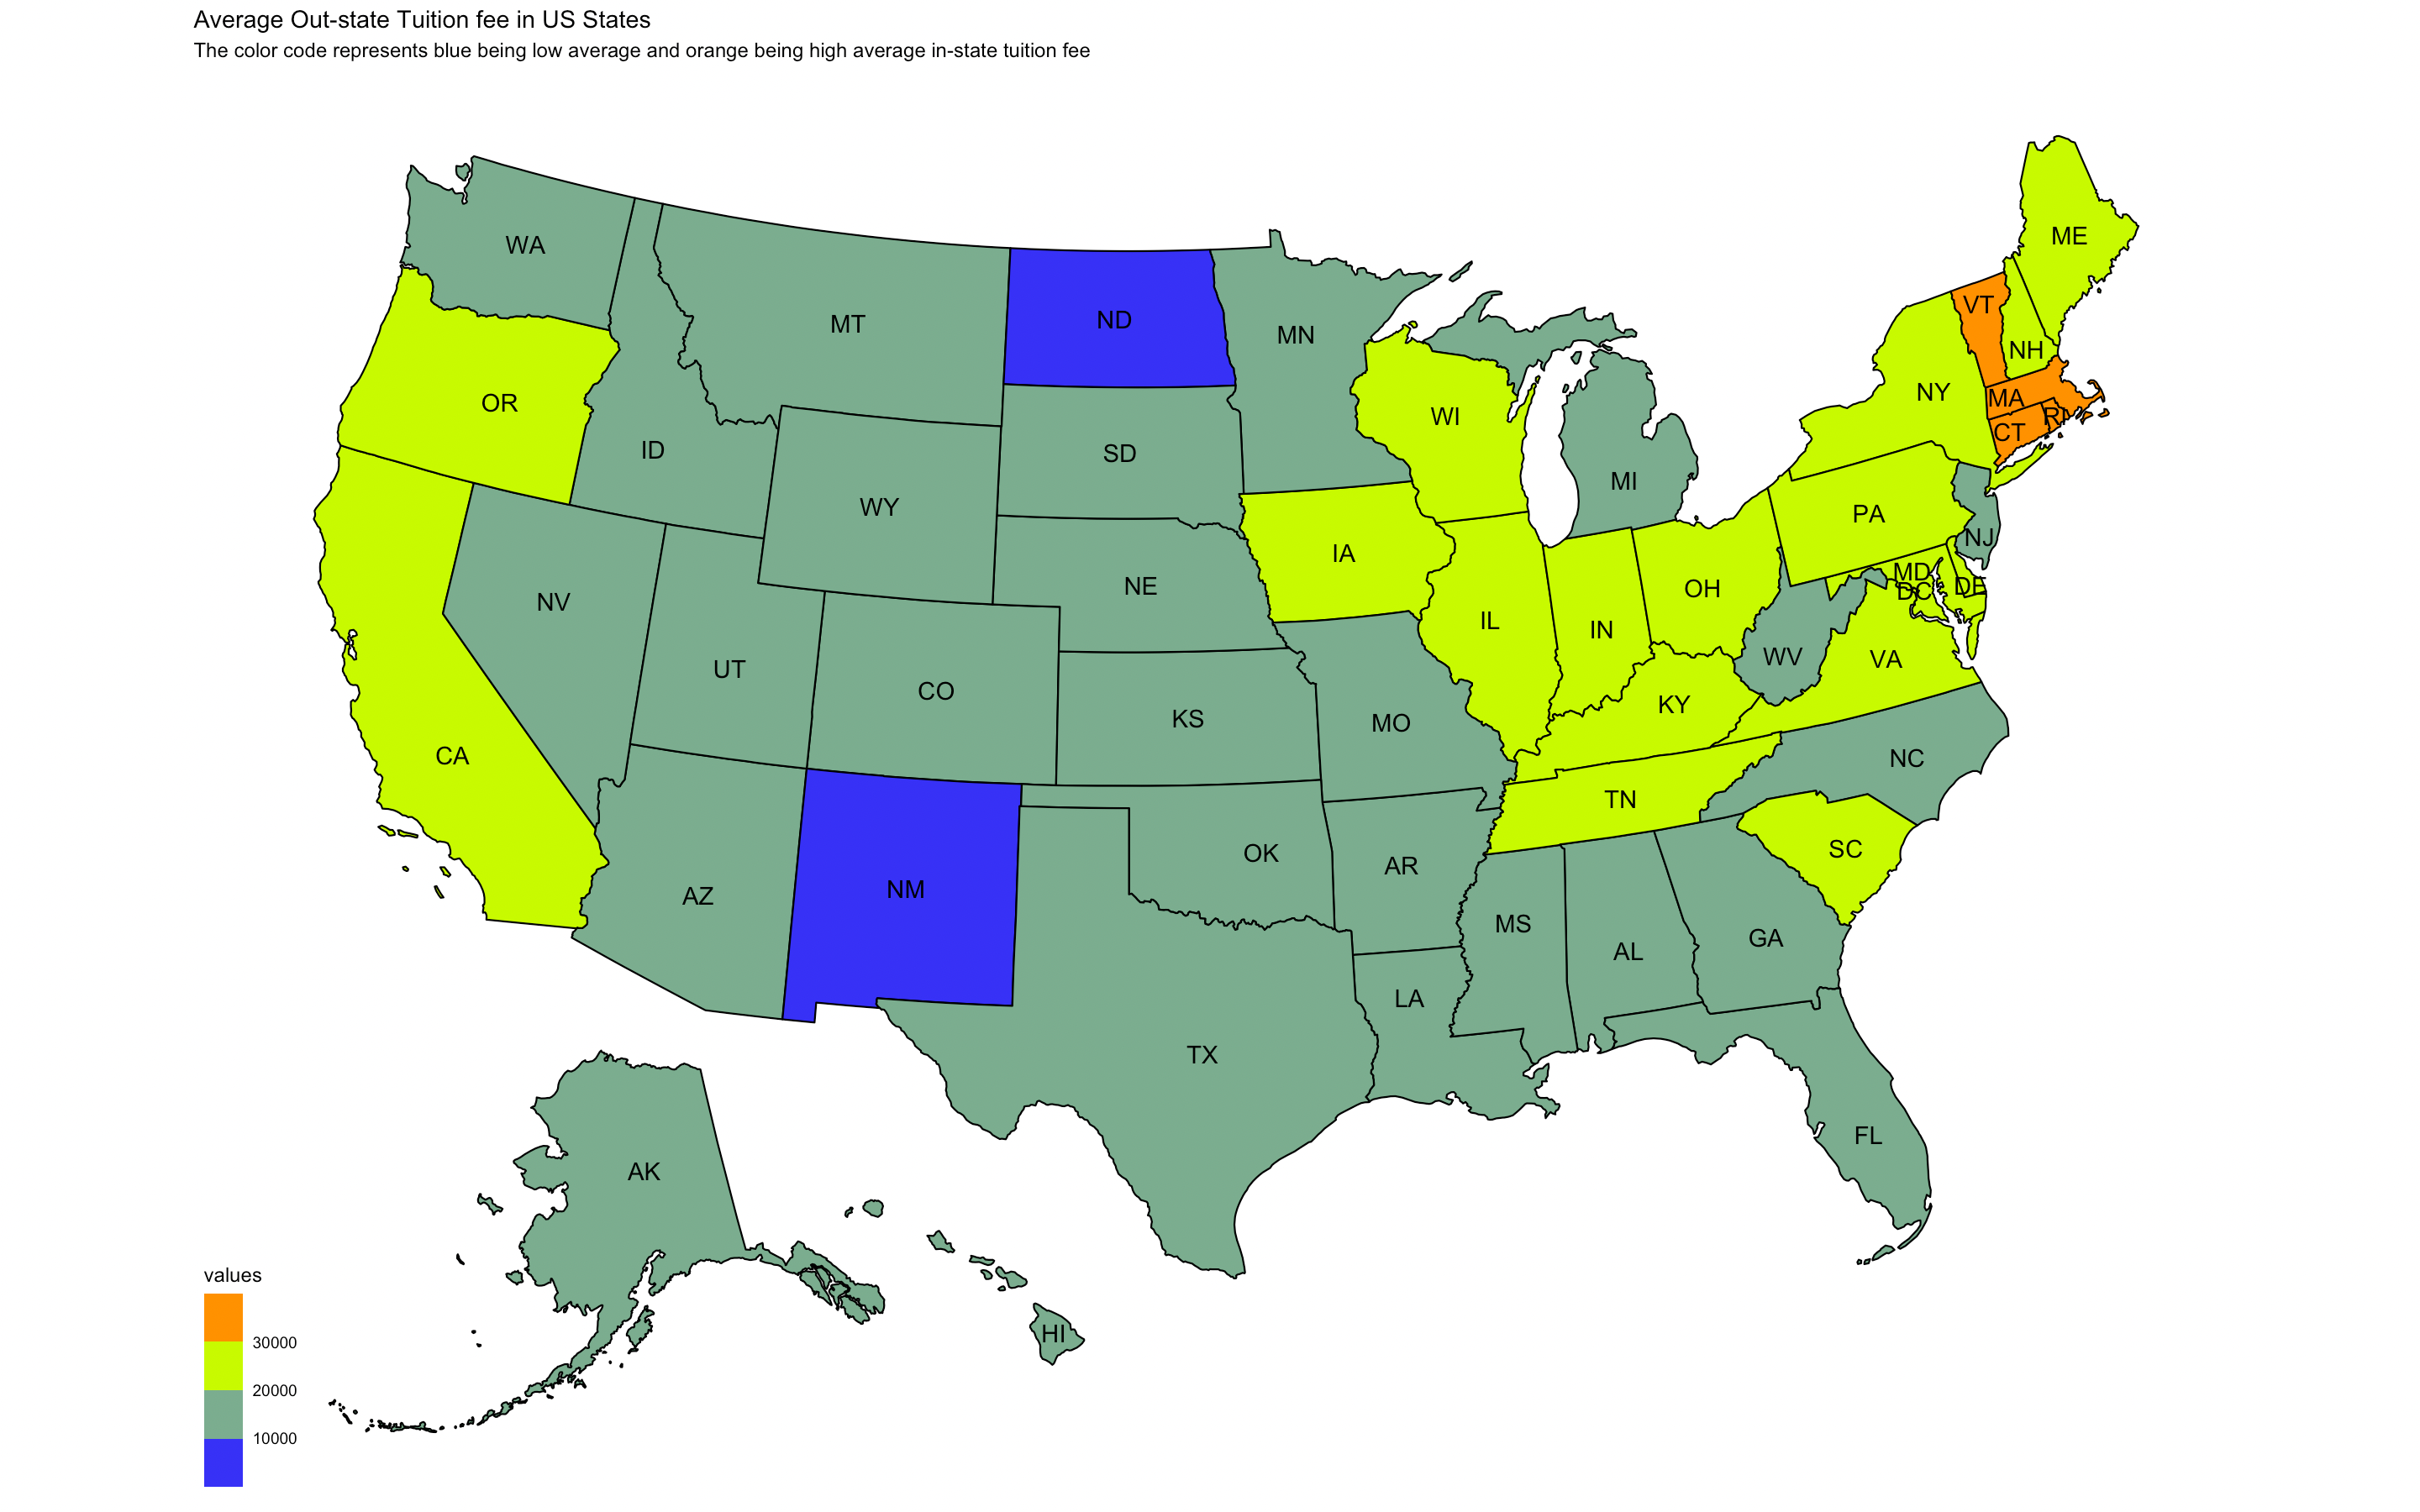 Average Out-state Tuition fee in US States
The color code represents blue being low average and orange being high average in-state tuition fee
ME
WA
VT
ND
MT
MN
NH
NY
MA
OR
RI
WI
CT
ID
SD
MI
WY
PA
NJ
IA
MD
NE
DE
OH
DC
NV
IL
IN
WV
VA
UT
CO
KY
KS
MO
CA
NC
TN
SC
OK
AR
NM
AZ
MS
GA
AL
LA
TX
FL
AK
values
HI
30000
20000
10000